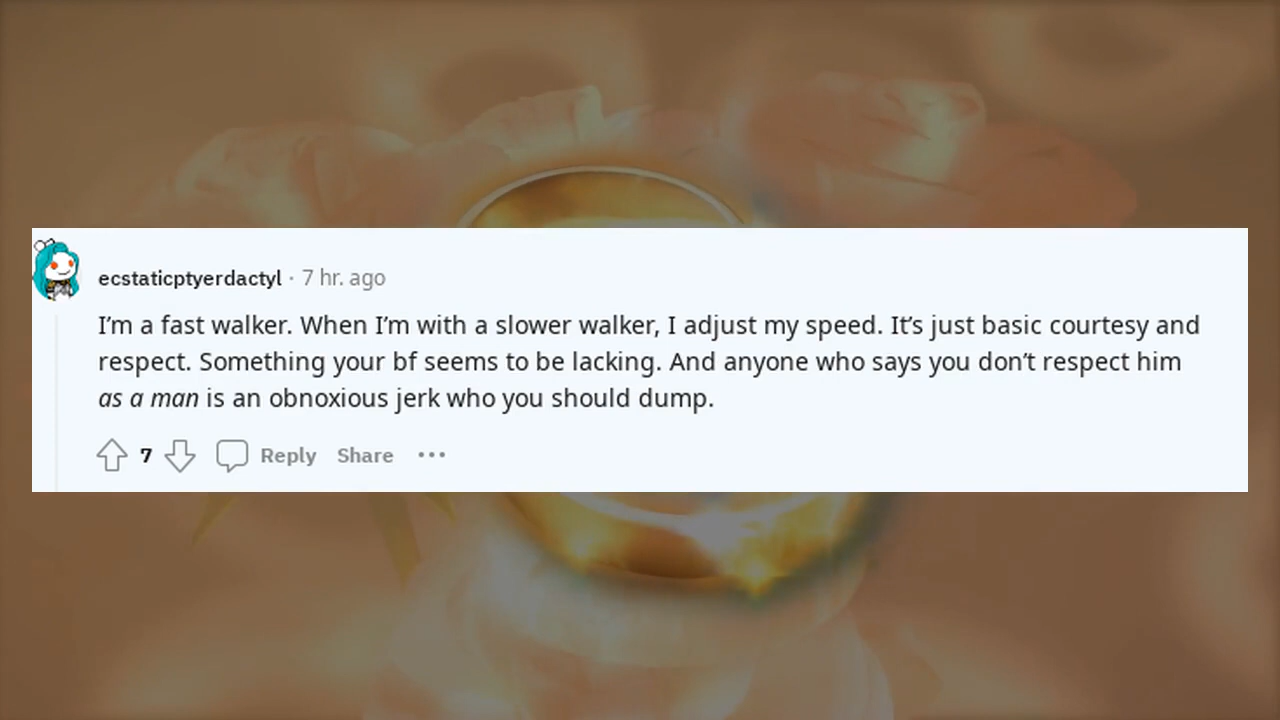 ecstaticptyerdactyl · 7 hr. ago
I’m a fast walker. When I’m with a slower walker, I adjust my speed. It’s just basic courtesy and
respect. Something your bf seems to be lacking. And anyone who says you don’t respect him
as a man is an obnoxious jerk who you should dump.
7 Reply Share